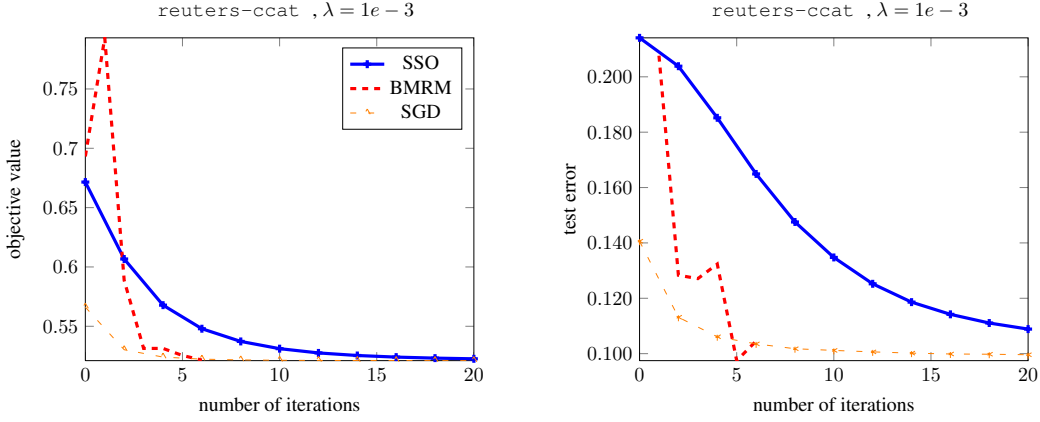 reuters-ccat , λ = 1e − 3
objective value
0.75
0.7
0.65
0.6
0.55
SSO
BMRM
SGD
0 5 10 15 20
number of iterations
reuters-ccat , λ = 1e − 3
test error
0.200
0.180
0.160
0.140
0.120
0.100
0 5 10 15 20
number of iterations